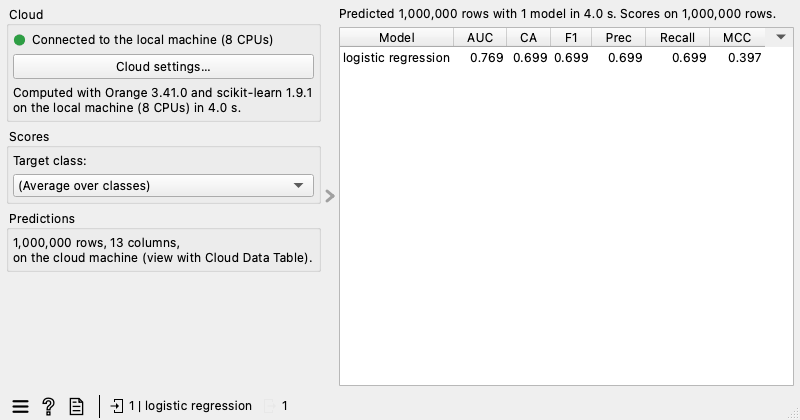 Cloud
Connected to the local machine (8 CPUs)
Cloud settings...
Computed with Orange 3.41.0 and scikit-learn 1.9.1
on the local machine (8 CPUs) in 4.0 s.
Scores
Target class:
(Average over classes)
Predictions
1,000,000 rows, 13 columns,
on the cloud machine (view with Cloud Data Table).
Predicted 1,000,000 rows with 1 model in 4.0 s. Scores on 1,000,000 rows.
Model AUC CA F1 Prec Recall MCC
logistic regression 0.769 0.699 0.699 0.699 0.699 0.397
1 | logistic regression 1